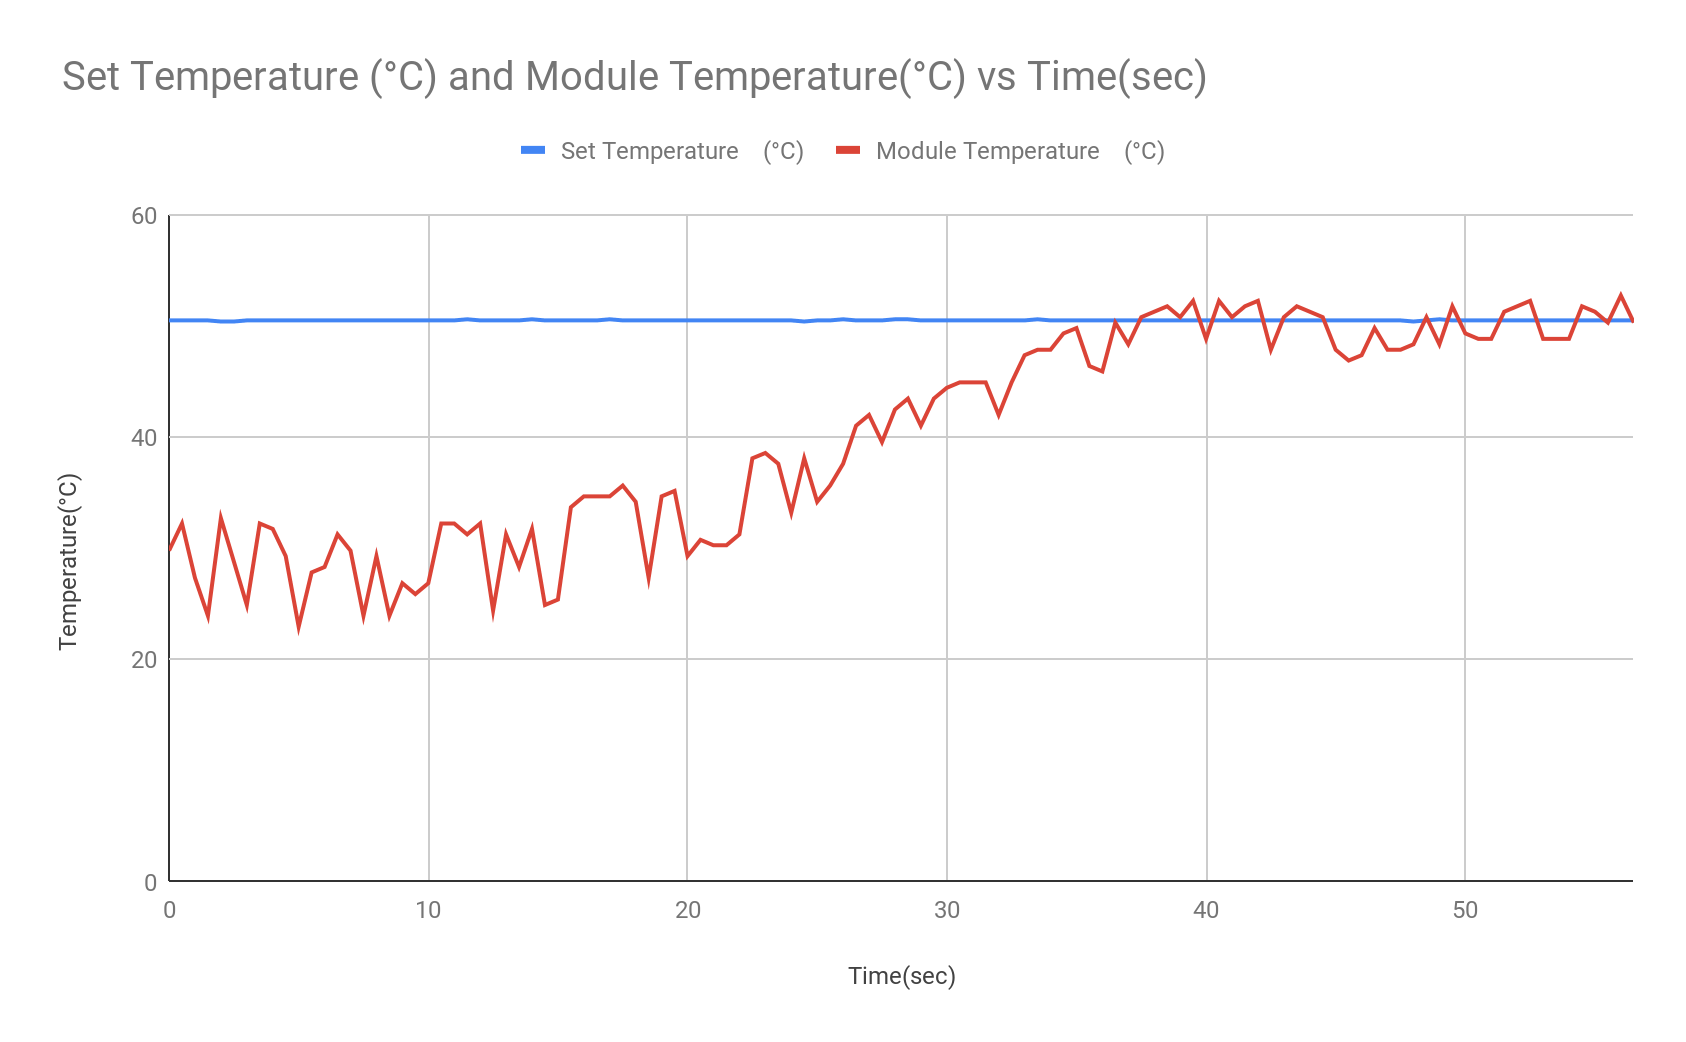 Set Temperature (°C) and Module Temperature(°C) vs Time(sec)
Set Temperature (°C) Module Temperature (°C)
60
40
20
0
Temperature(°C)
0 10 20 30 40 50
Time(sec)